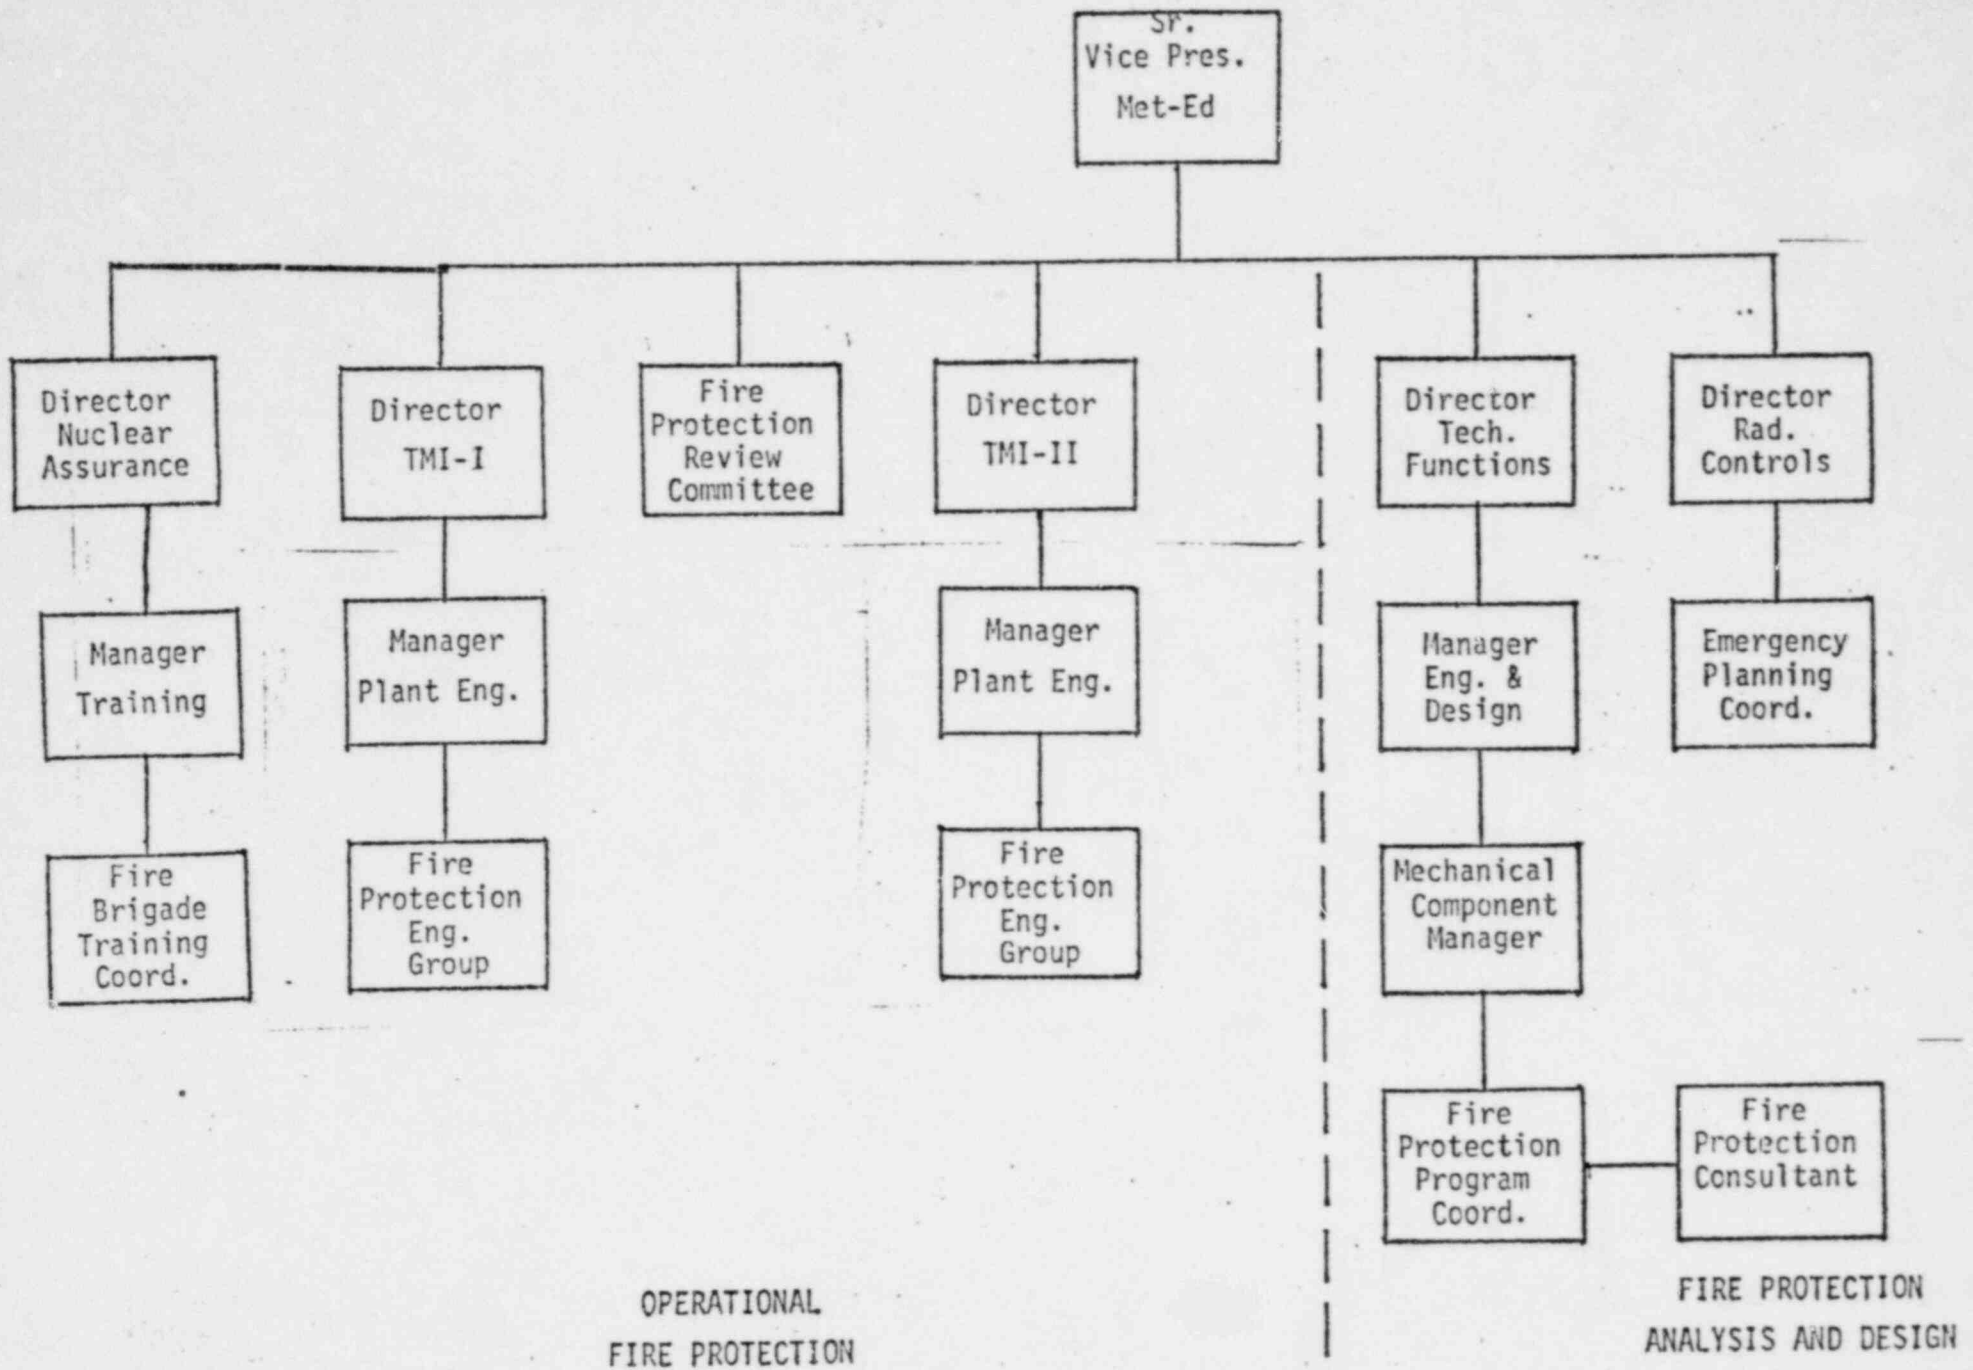 Sr.
Vice Pres.
Met-Ed
Director
Nuclear
Assurance
Director
TMI-I
Fire
Protection
Review
Committee
Director
TMI-II
Director
Tech.
Functions
Director
Rad.
Controls
Manager
Training
Manager
Plant Eng.
Manager
Plant Eng.
Manager
Eng. &
Design
Emergency
Planning
Coord.
Fire
Brigade
Training
Coord.
Fire
Protection
Eng.
Group
Fire
Protection
Eng.
Group
Mechanical
Component
Manager
Fire
Protection
Program
Coord.
Fire
Protection
Consultant
OPERATIONAL
FIRE PROTECTION
FIRE PROTECTION
ANALYSIS AND DESIGN